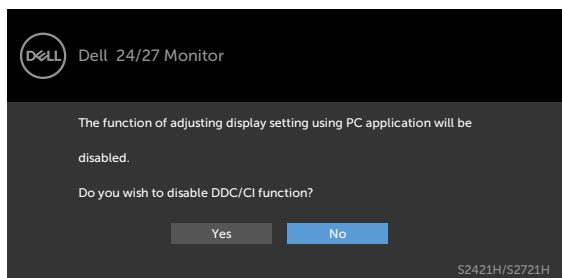 DELL
Dell 24/27 Monitor
The function of adjusting display setting using PC application will be
disabled.
Do you wish to disable DDC/CI function?
Yes
No
S2421H/S2721H